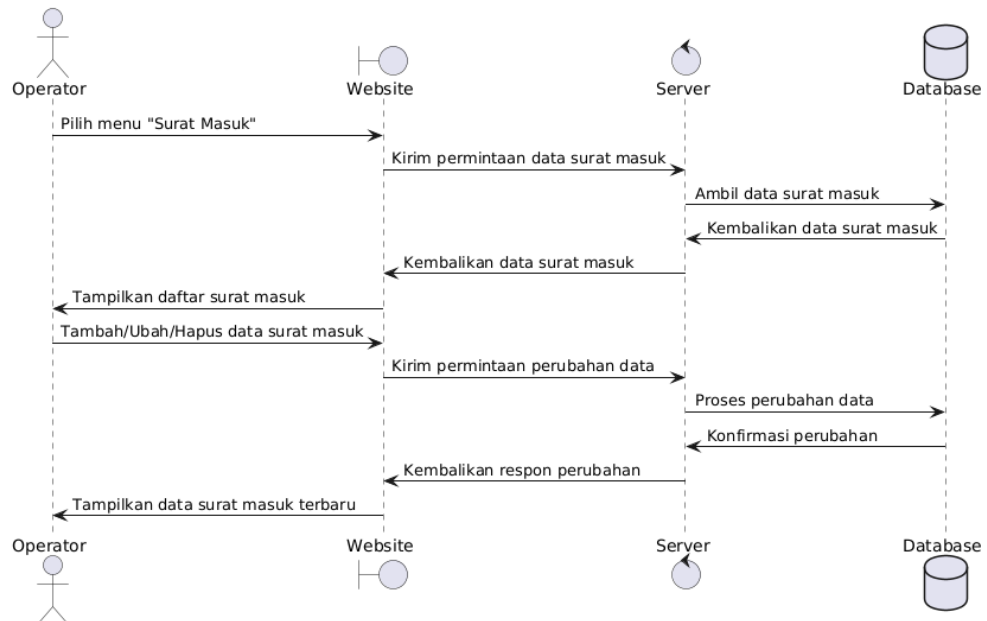 Operator
Website
Server
Database
Pilih menu "Surat Masuk"
Kirim permintaan data surat masuk
Ambil data surat masuk
Kembalikan data surat masuk
Kembalikan data surat masuk
Tampilkan daftar surat masuk
Tambah/Ubah/Hapus data surat masuk
Kirim permintaan perubahan data
Proses perubahan data
Konfirmasi perubahan
Kembalikan respon perubahan
Tampilkan data surat masuk terbaru
Operator
Website
Server
Database